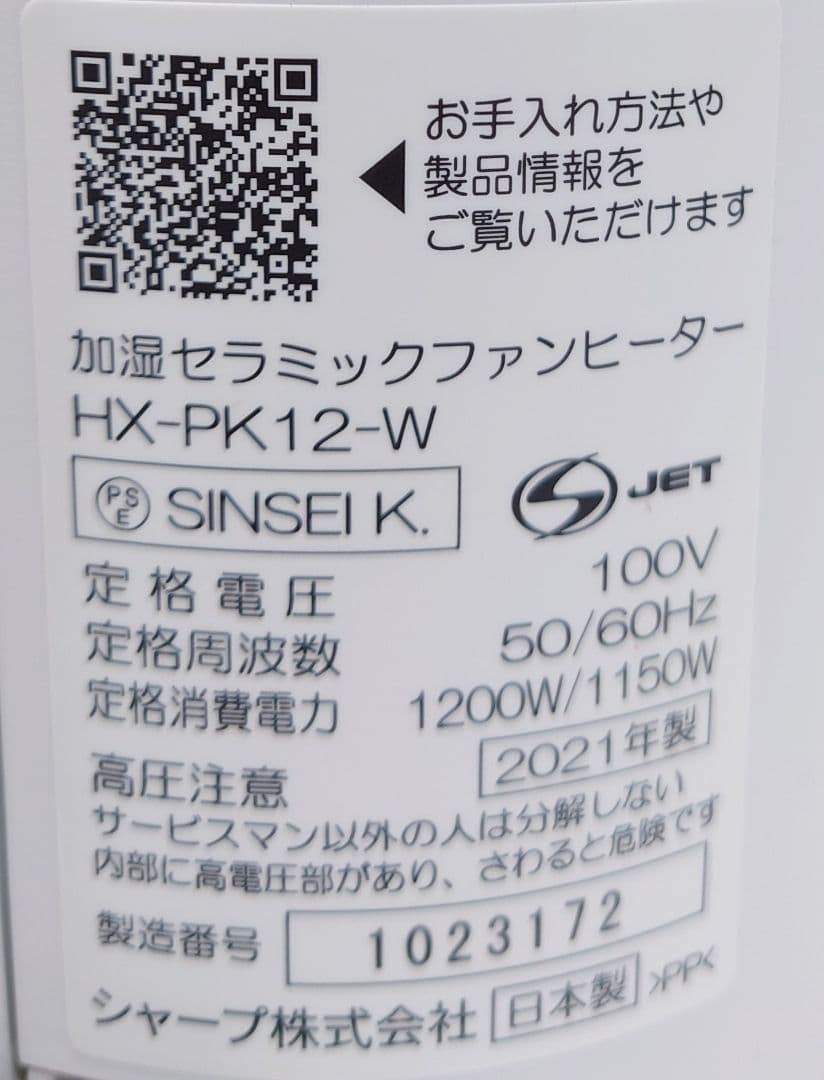 お手入れ方法や
製品情報を
ご覧いただけます
加湿セラミックファンヒーター
HX-PK12-W
PSE SINSEI K.
JET
定格電圧 100V
定格周波数 50/60Hz
定格消費電力 1200W/1150W
2021年製
高圧注意
サービスマン以外の人は分解しない
内部に高電圧部があり、さわると危険です
製造番号 1023172
シャープ株式会社 日本製 >PP<